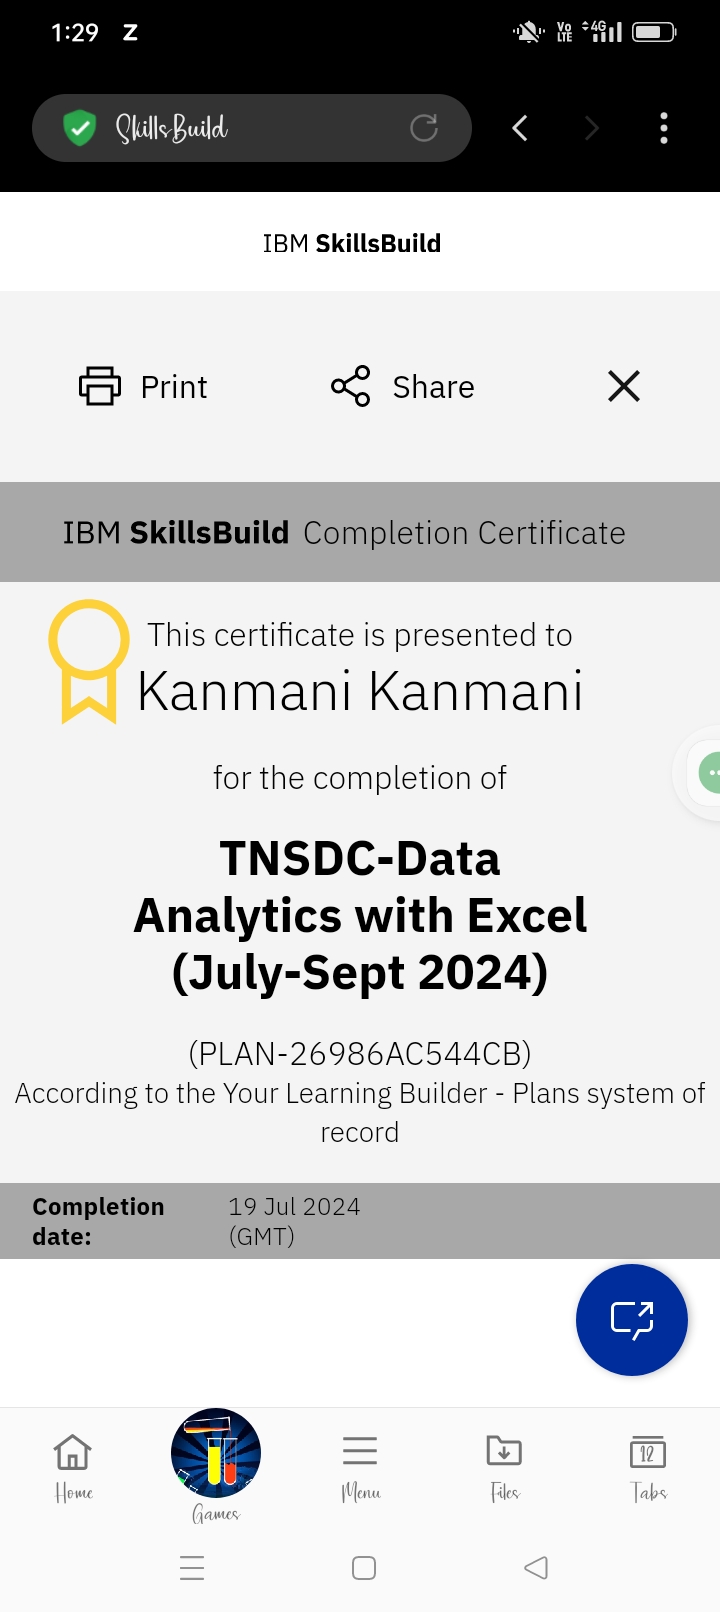 1:29 Z Vo LTE 4G
SkillsBuild
IBM SkillsBuild
Print Share
IBM SkillsBuild Completion Certificate
This certificate is presented to
Kanmani Kanmani
for the completion of
TNSDC-Data
Analytics with Excel
(July-Sept 2024)
(PLAN-26986AC544CB)
According to the Your Learning Builder - Plans system of
record
Completion 19 Jul 2024
date: (GMT)
12
Home Games Menu Files Tabs